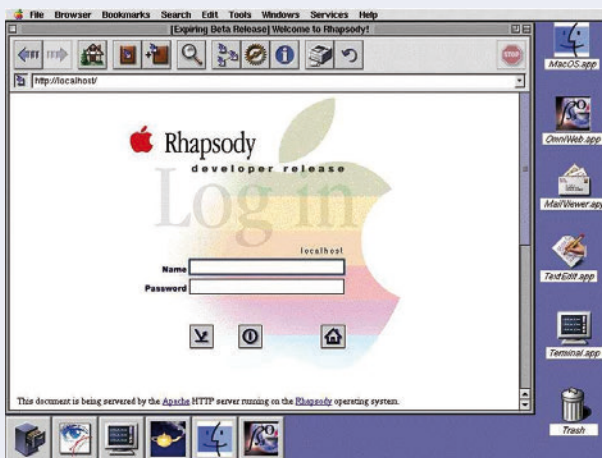 File Browser Bookmarks Search Edit Tools Windows Services Help
[Expiring Beta Release] Welcome to Rhapsody!
STOP
http://localhost/
Rhapsody
developer release
Log in
localhost
Name
Password
This document is being servered by the Apache HTTP server running on the Rhapsody operating system.
MacOS.app
OmniWeb.app
MailViewer.app
TextEdit.app
Terminal.app
Trash